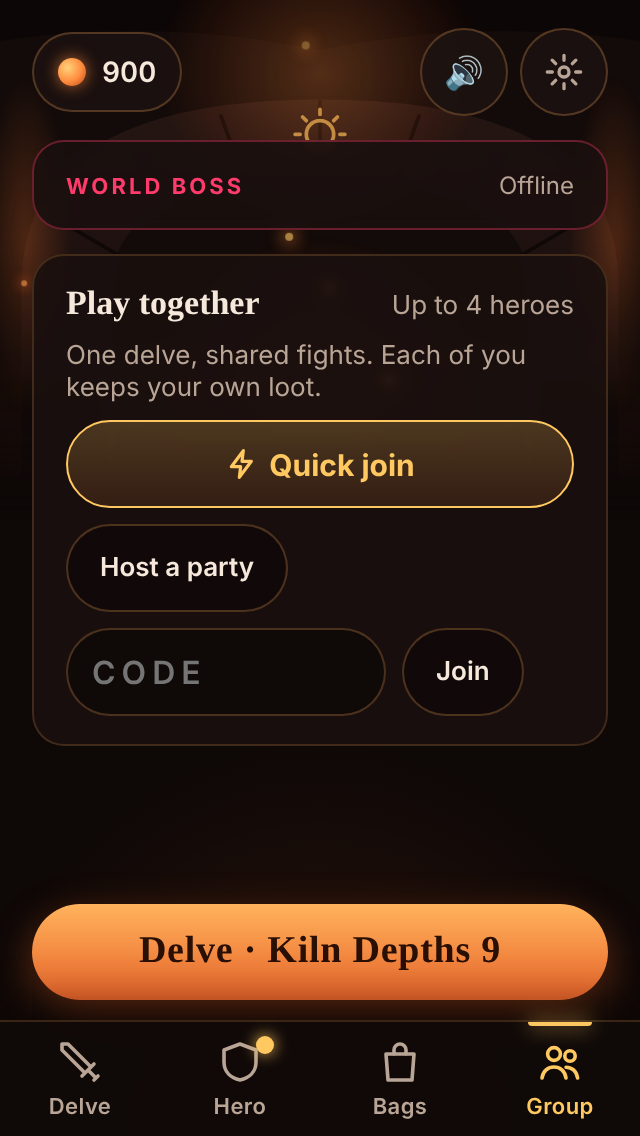 900
WORLD BOSS
Offline
Play together
Up to 4 heroes
One delve, shared fights. Each of you
keeps your own loot.
Quick join
Host a party
CODE
Join
Delve · Kiln Depths 9
Delve
Hero
Bags
Group